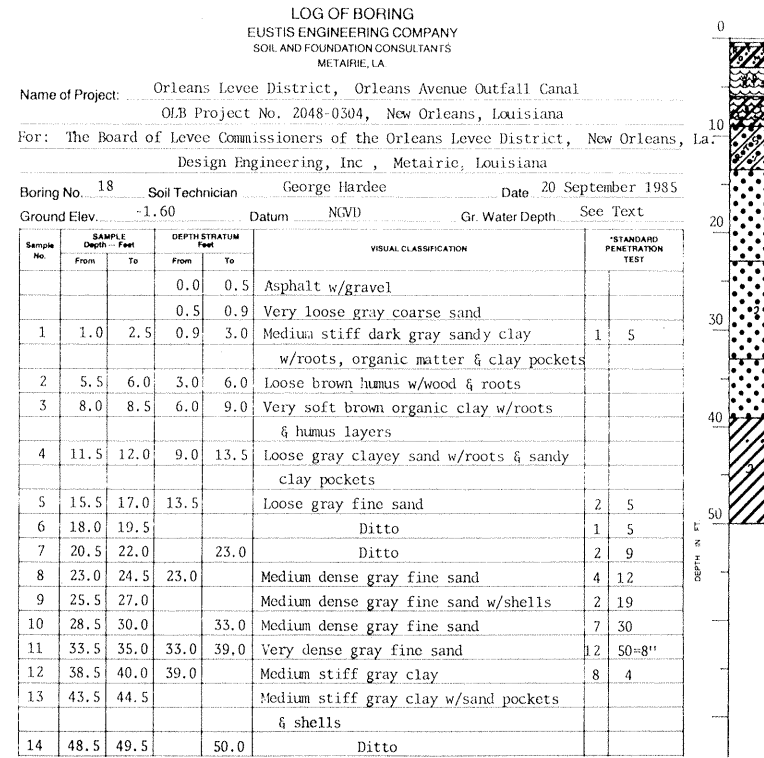 LOG OF BORING
EUSTIS ENGINEERING COMPANY
SOIL AND FOUNDATION CONSULTANTS
METAIRIE, LA.
Name of Project: Orleans Levee District, Orleans Avenue Outfall Canal
OLB Project No. 2048-0304, New Orleans, Louisiana
For: The Board of Levee Commissioners of the Orleans Levee District, New Orleans, La.
Design Engineering, Inc , Metairie, Louisiana
Boring No. 18 Soil Technician George Hardee Date 20 September 1985
Ground Elev. -1.60 Datum NGVD Gr. Water Depth See Text
Sample No. SAMPLE Depth — Feet From To DEPTH STRATUM Feet From To VISUAL CLASSIFICATION *STANDARD PENETRATION TEST
0.0 0.5 Asphalt w/gravel
0.5 0.9 Very loose gray coarse sand
1 1.0 2.5 0.9 3.0 Medium stiff dark gray sandy clay 1 5
w/roots, organic matter & clay pockets
2 5.5 6.0 3.0 6.0 Loose brown humus w/wood & roots
3 8.0 8.5 6.0 9.0 Very soft brown organic clay w/roots
& humus layers
4 11.5 12.0 9.0 13.5 Loose gray clayey sand w/roots & sandy
clay pockets
5 15.5 17.0 13.5 Loose gray fine sand 2 5
6 18.0 19.5 Ditto 1 5
7 20.5 22.0 23.0 Ditto 2 9
8 23.0 24.5 23.0 Medium dense gray fine sand 4 12
9 25.5 27.0 Medium dense gray fine sand w/shells 2 19
10 28.5 30.0 33.0 Medium dense gray fine sand 7 30
11 33.5 35.0 33.0 39.0 Very dense gray fine sand 12 50=8"
12 38.5 40.0 39.0 Medium stiff gray clay 8 4
13 43.5 44.5 Medium stiff gray clay w/sand pockets
& shells
14 48.5 49.5 50.0 Ditto
0
10
20
30
40
50
DEPTH IN FT.